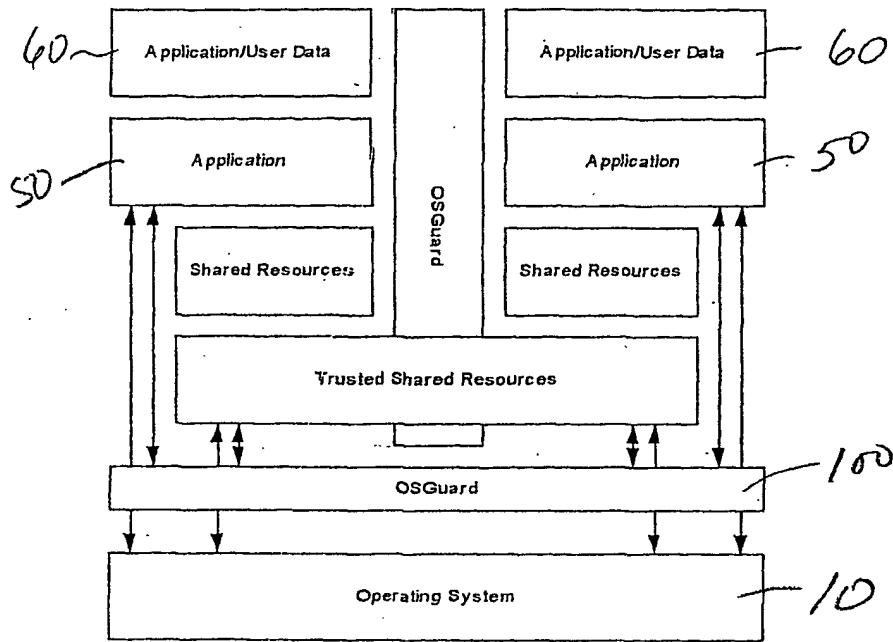 60 Application/User Data Application/User Data 60
50 Application Application 50
OSGuard
Shared Resources Shared Resources
Trusted Shared Resources
OSGuard 100
Operating System 10